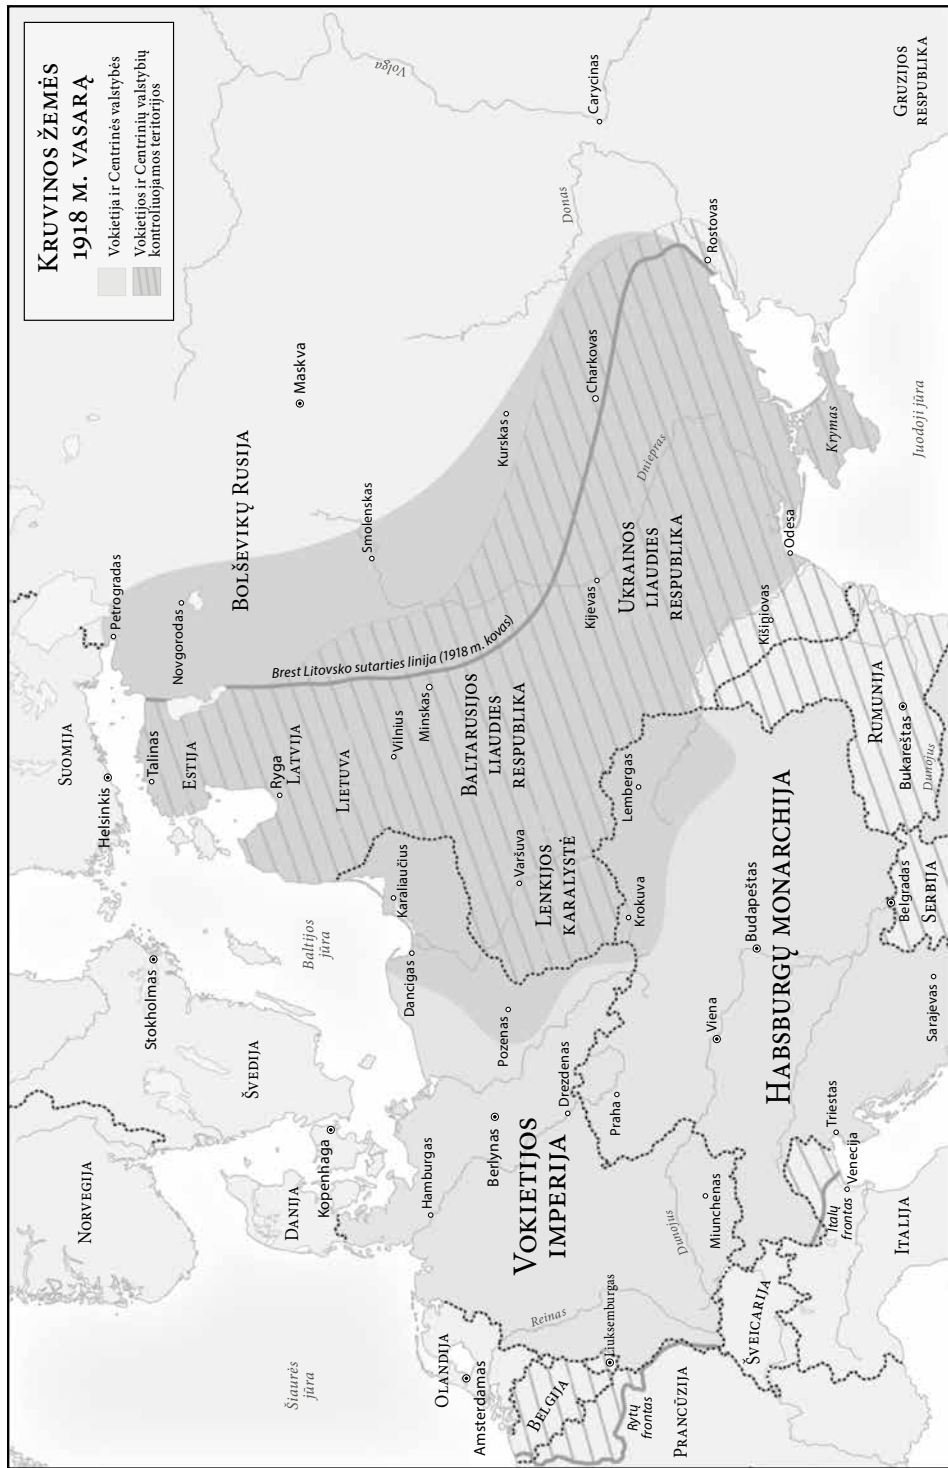 KRUVINOS ŽEMĖS
1918 M. VASARĄ
Vokietija ir Centrinės valstybės
Vokietijos ir Centrinių valstybių
kontroliuojamos teritorijos
NORVEGIJA
ŠVEDIJA
Stokholmas
SUOMIJA
Helsinkis
Petrogradas
Talinas
ESTIJA
Novgorodas
BOLŠEVIKŲ RUSIJA
Maskva
Volga
Šiaurės
jūra
DANIJA
Kopenhaga
Baltijos
jūra
Ryga
LATVIJA
LIETUVA
Brest Litovsko sutarties linija (1918 m. kovas)
Smolenskas
OLANDIJA
Amsterdamas
Hamburgas
Dancigas
Karaliaučius
Vilnius
Minskas
BALTARUSIJOS
LIAUDIES
RESPUBLIKA
Kurskas
Donas
Carycinas
BELGIJA
Reinas
VOKIETIJOS
IMPERIJA
Berlynas
Pozenas
Drezdenas
Varšuva
LENKIJOS
KARALYSTĖ
Kijevas
Charkovas
Liuksemburgas
Rytų
frontas
PRANCŪZIJA
Praha
Krokuva
Lembergas
UKRAINOS
LIAUDIES
RESPUBLIKA
Dniepras
Rostovas
Dunojus
Miunchenas
Viena
Budapeštas
HABSBURGŲ MONARCHIJA
Kišiniovas
Odesa
Krymas
ŠVEICARIJA
Italų
frontas
Venecija
Triestas
ITALIJA
Sarajevas
Belgradas
SERBIJA
RUMUNIJA
Bukareštas
Dunojus
Juodoji jūra
GRUZIJOS
RESPUBLIKA